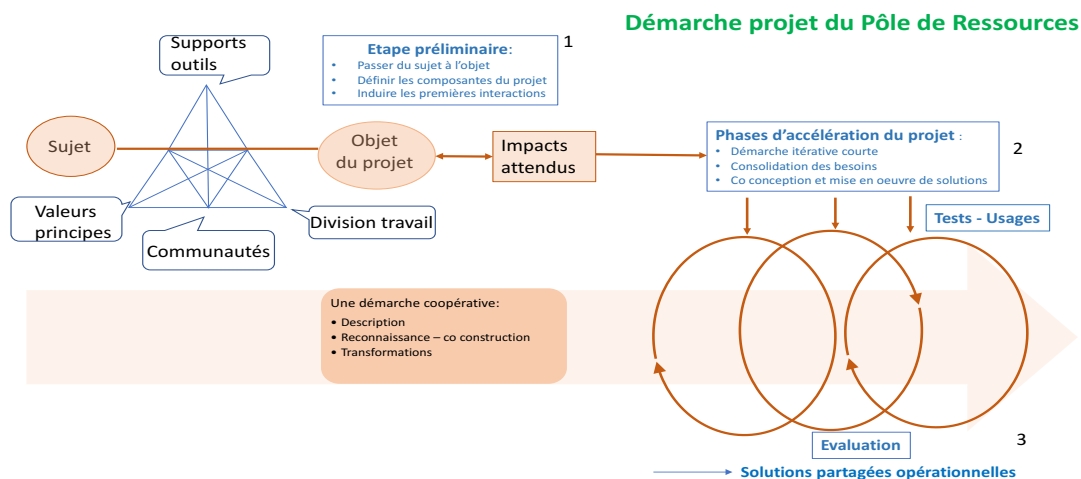 Démarche projet du Pôle de Ressources
Supports
outils
1
Etape préliminaire:
• Passer du sujet à l'objet
• Définir les composantes du projet
• Induire les premières interactions
Sujet
Objet
du projet
Impacts
attendus
Phases d'accélération du projet :
• Démarche itérative courte
• Consolidation des besoins
• Co conception et mise en oeuvre de solutions
2
Valeurs
principes
Communautés
Division travail
Tests - Usages
Une démarche coopérative:
• Description
• Reconnaissance – co construction
• Transformations
Evaluation
3
Solutions partagées opérationnelles